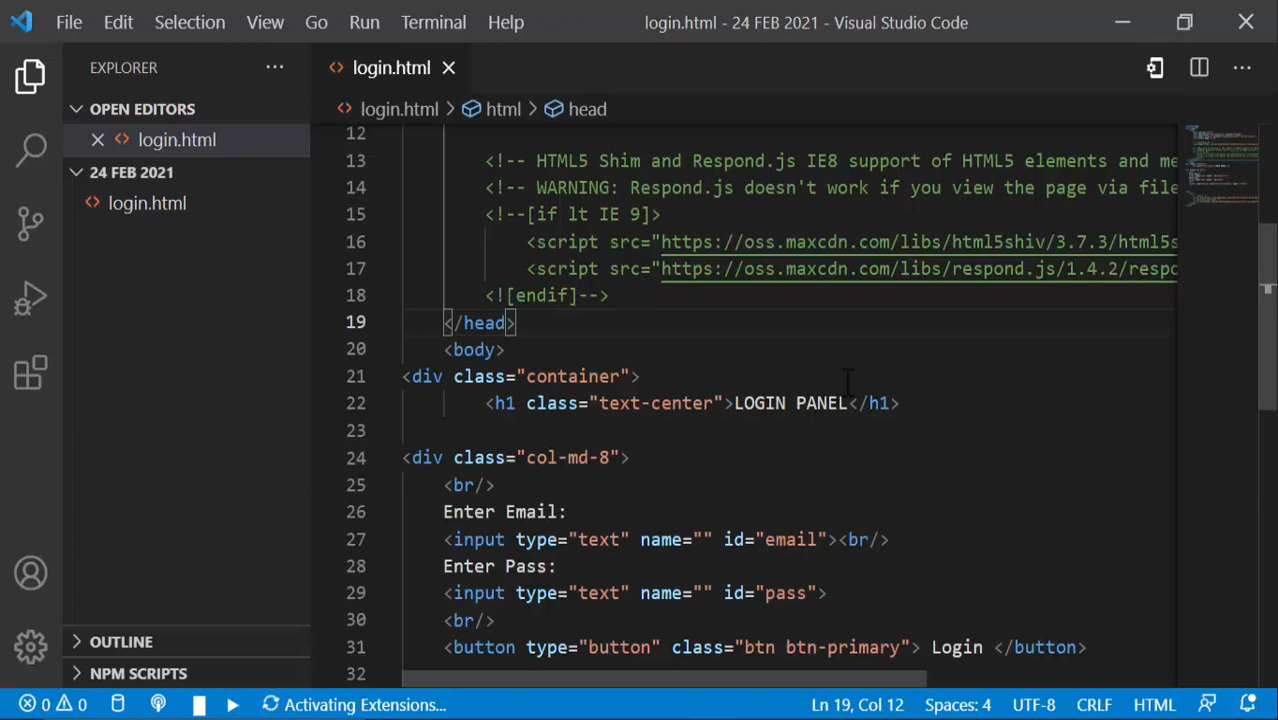 File Edit Selection View Go Run Terminal Help login.html - 24 FEB 2021 - Visual Studio Code
EXPLORER
OPEN EDITORS
login.html
24 FEB 2021
login.html
OUTLINE
NPM SCRIPTS
login.html
login.html > html > head
12
13 <!-- HTML5 Shim and Respond.js IE8 support of HTML5 elements and me
14 <!-- WARNING: Respond.js doesn't work if you view the page via file
15 <!--[if lt IE 9]>
16 <script src="https://oss.maxcdn.com/libs/html5shiv/3.7.3/html5s
17 <script src="https://oss.maxcdn.com/libs/respond.js/1.4.2/respo
18 <![endif]-->
19 </head>
20 <body>
21 <div class="container">
22 <h1 class="text-center">LOGIN PANEL</h1>
23
24 <div class="col-md-8">
25 <br/>
26 Enter Email:
27 <input type="text" name="" id="email"><br/>
28 Enter Pass:
29 <input type="text" name="" id="pass">
30 <br/>
31 <button type="button" class="btn btn-primary"> Login </button>
32
0 0 Activating Extensions... Ln 19, Col 12 Spaces: 4 UTF-8 CRLF HTML